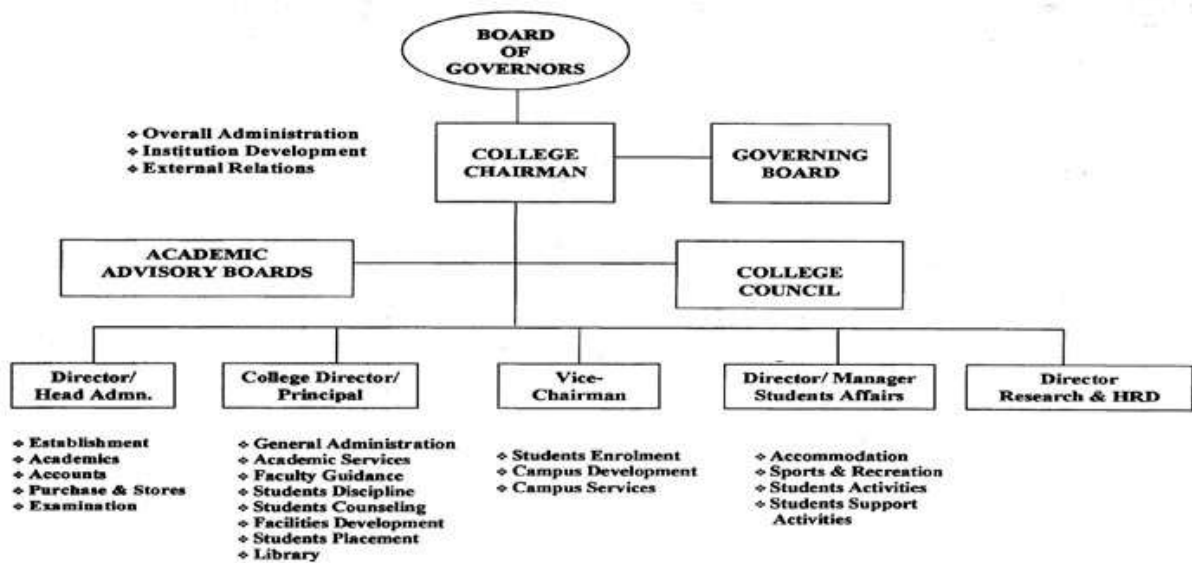 BOARD
OF
GOVERNORS
❖ Overall Administration
❖ Institution Development
❖ External Relations
COLLEGE
CHAIRMAN
GOVERNING
BOARD
ACADEMIC
ADVISORY BOARDS
COLLEGE
COUNCIL
Director/
Head Admn.
College Director/
Principal
Vice-
Chairman
Director/ Manager
Students Affairs
Director
Research & HRD
❖ Establishment
❖ Academics
❖ Accounts
❖ Purchase & Stores
❖ Examination
❖ General Administration
❖ Academic Services
❖ Faculty Guidance
❖ Students Discipline
❖ Students Counseling
❖ Facilities Development
❖ Students Placement
❖ Library
❖ Students Enrolment
❖ Campus Development
❖ Campus Services
❖ Accommodation
❖ Sports & Recreation
❖ Students Activities
❖ Students Support
Activities